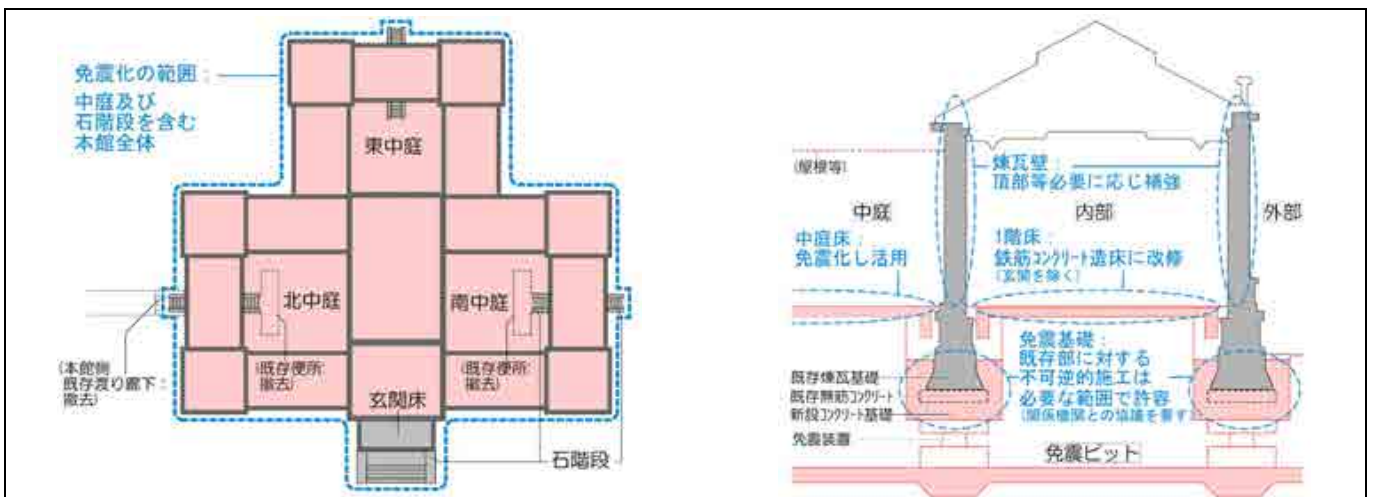 免震化の範囲：
中庭及び
石階段を含む
本館全体
東中庭
北中庭
南中庭
(既存便所：
撤去)
(既存便所：
撤去)
(本館側
既存渡り廊下：
撤去)
玄関床
石階段
(屋根等)
煉瓦壁：
頂部等必要に応じ補強
中庭
内部
外部
中庭床：
免震化し活用
1階床：
鉄筋コンクリート造床に改修
(玄関を除く)
免震基礎：
既存部に対する
不可逆的施工は
必要な範囲で許容
(関係機関との協議を要す)
既存煉瓦基礎
既存無筋コンクリート
新設コンクリート基礎
免震装置
免震ピット